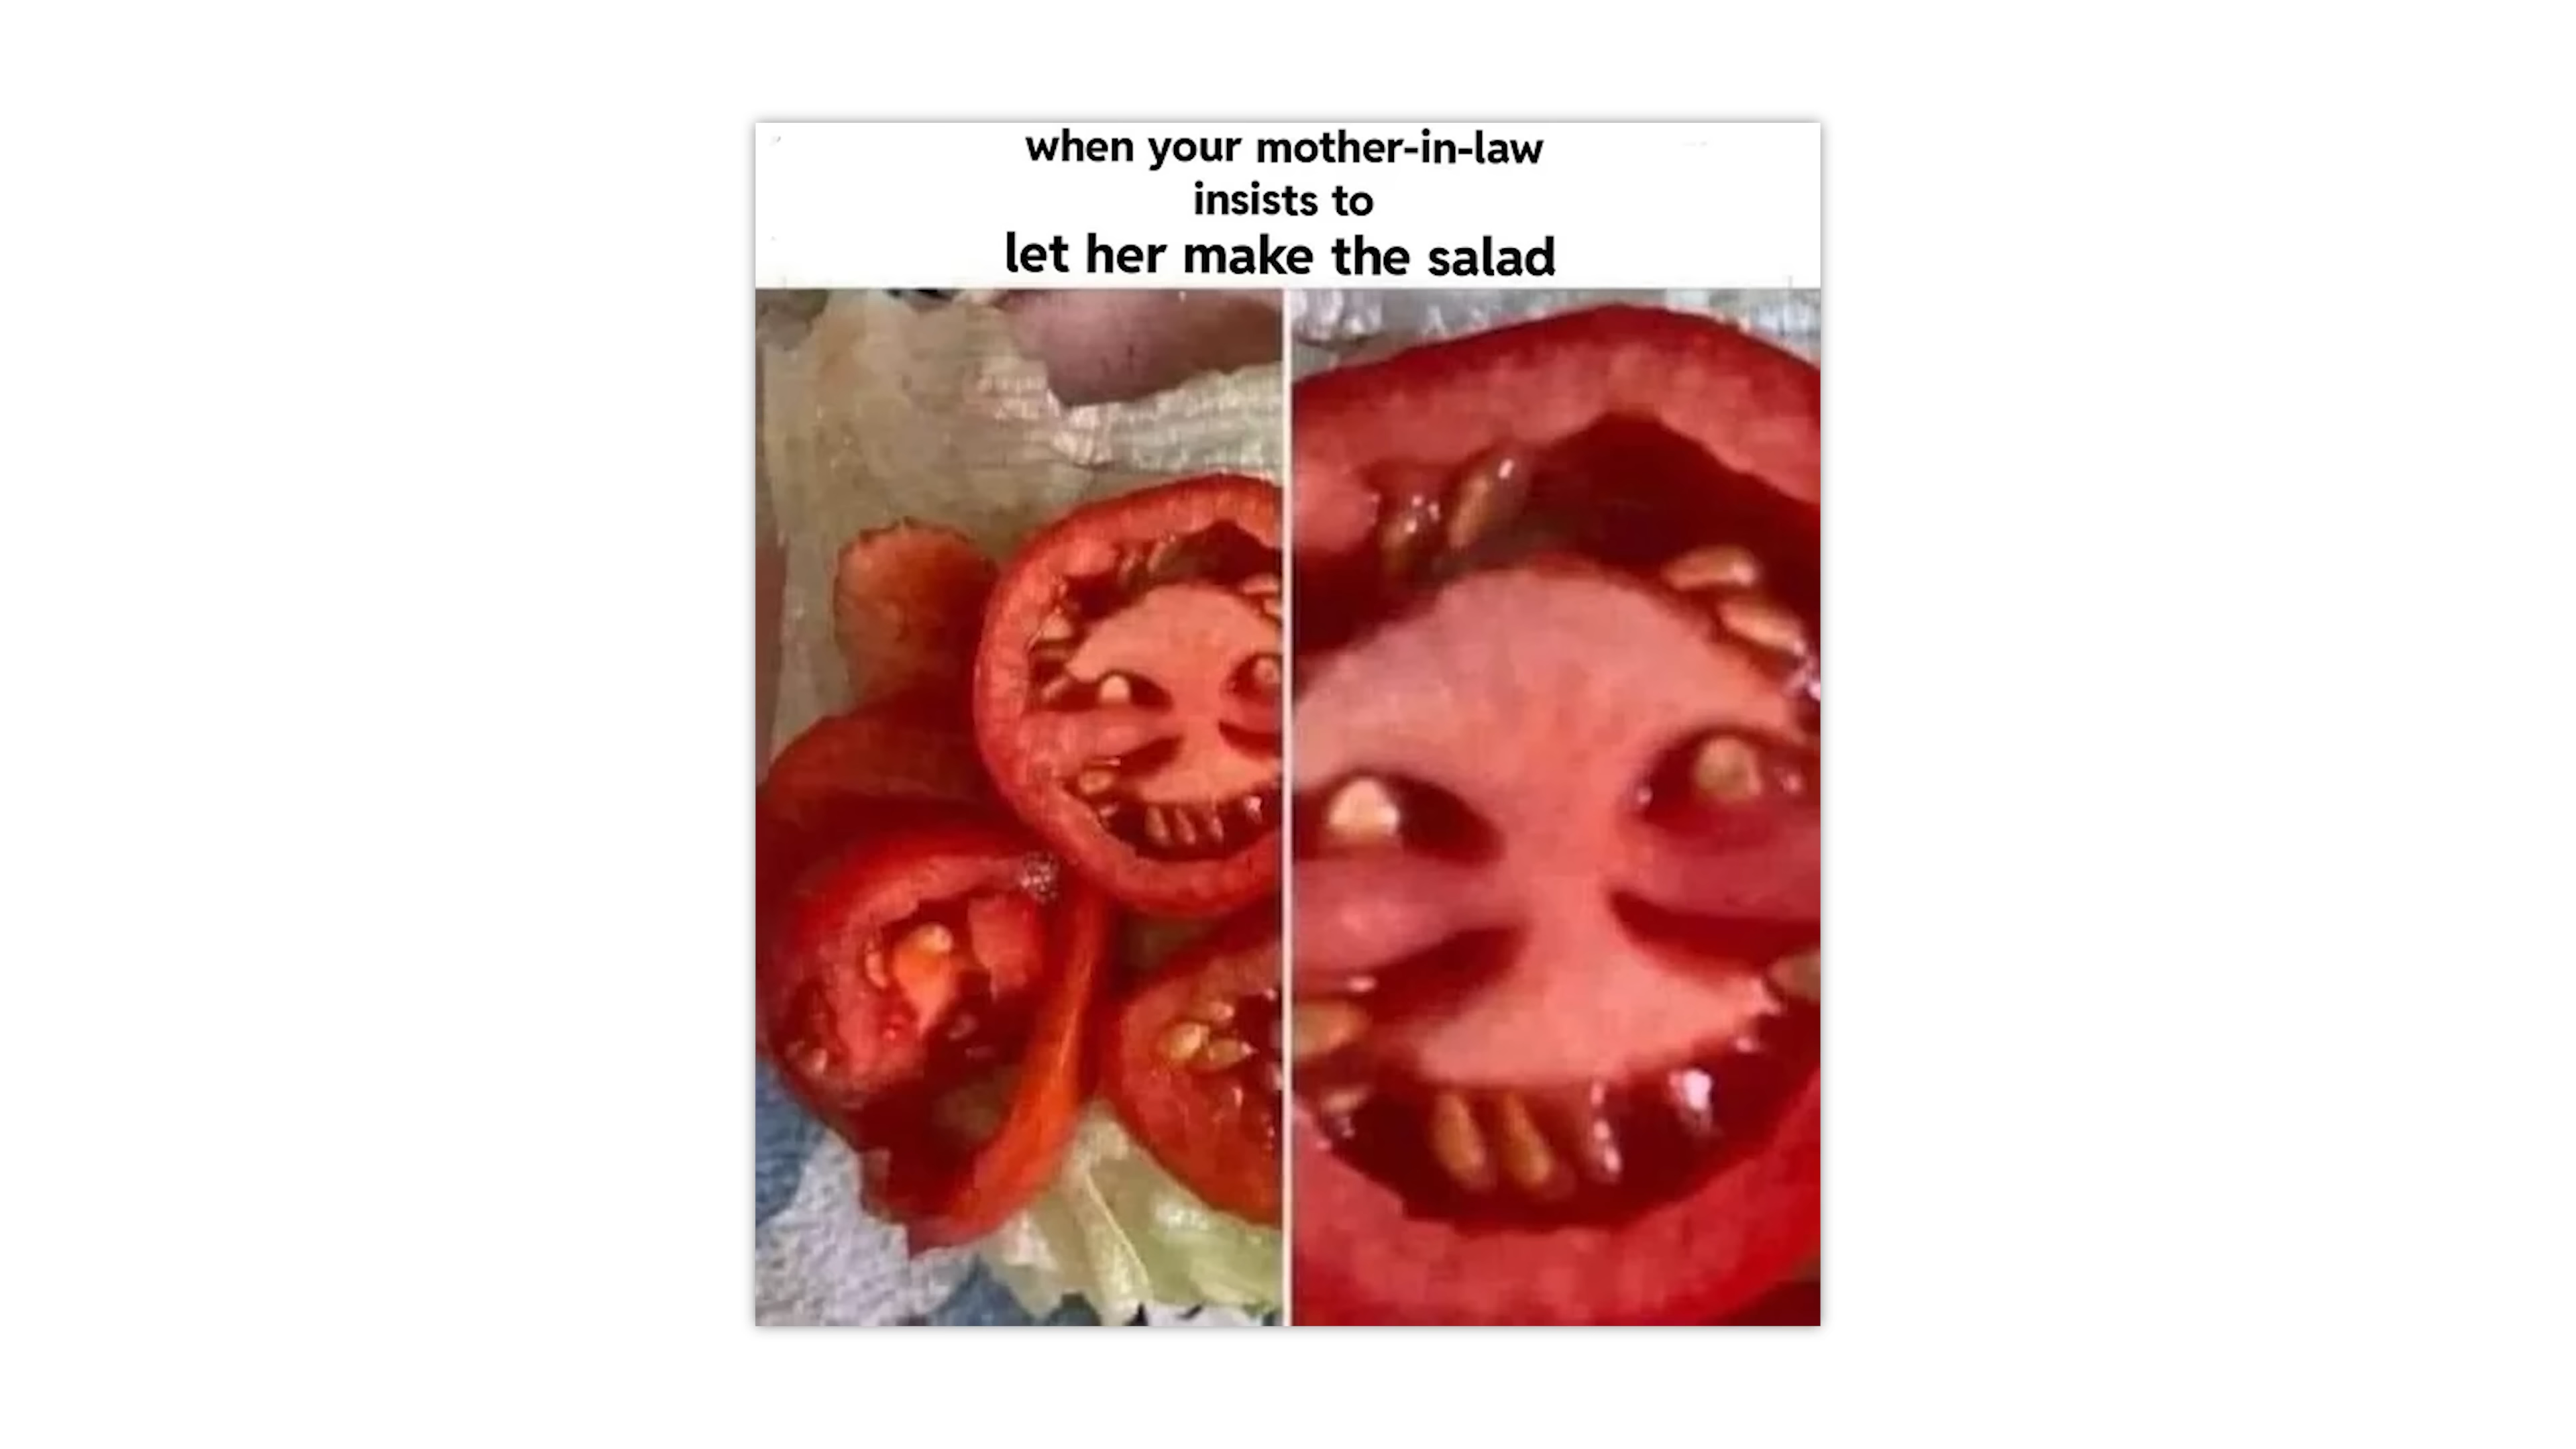 when your mother-in-law
insists to
let her make the salad